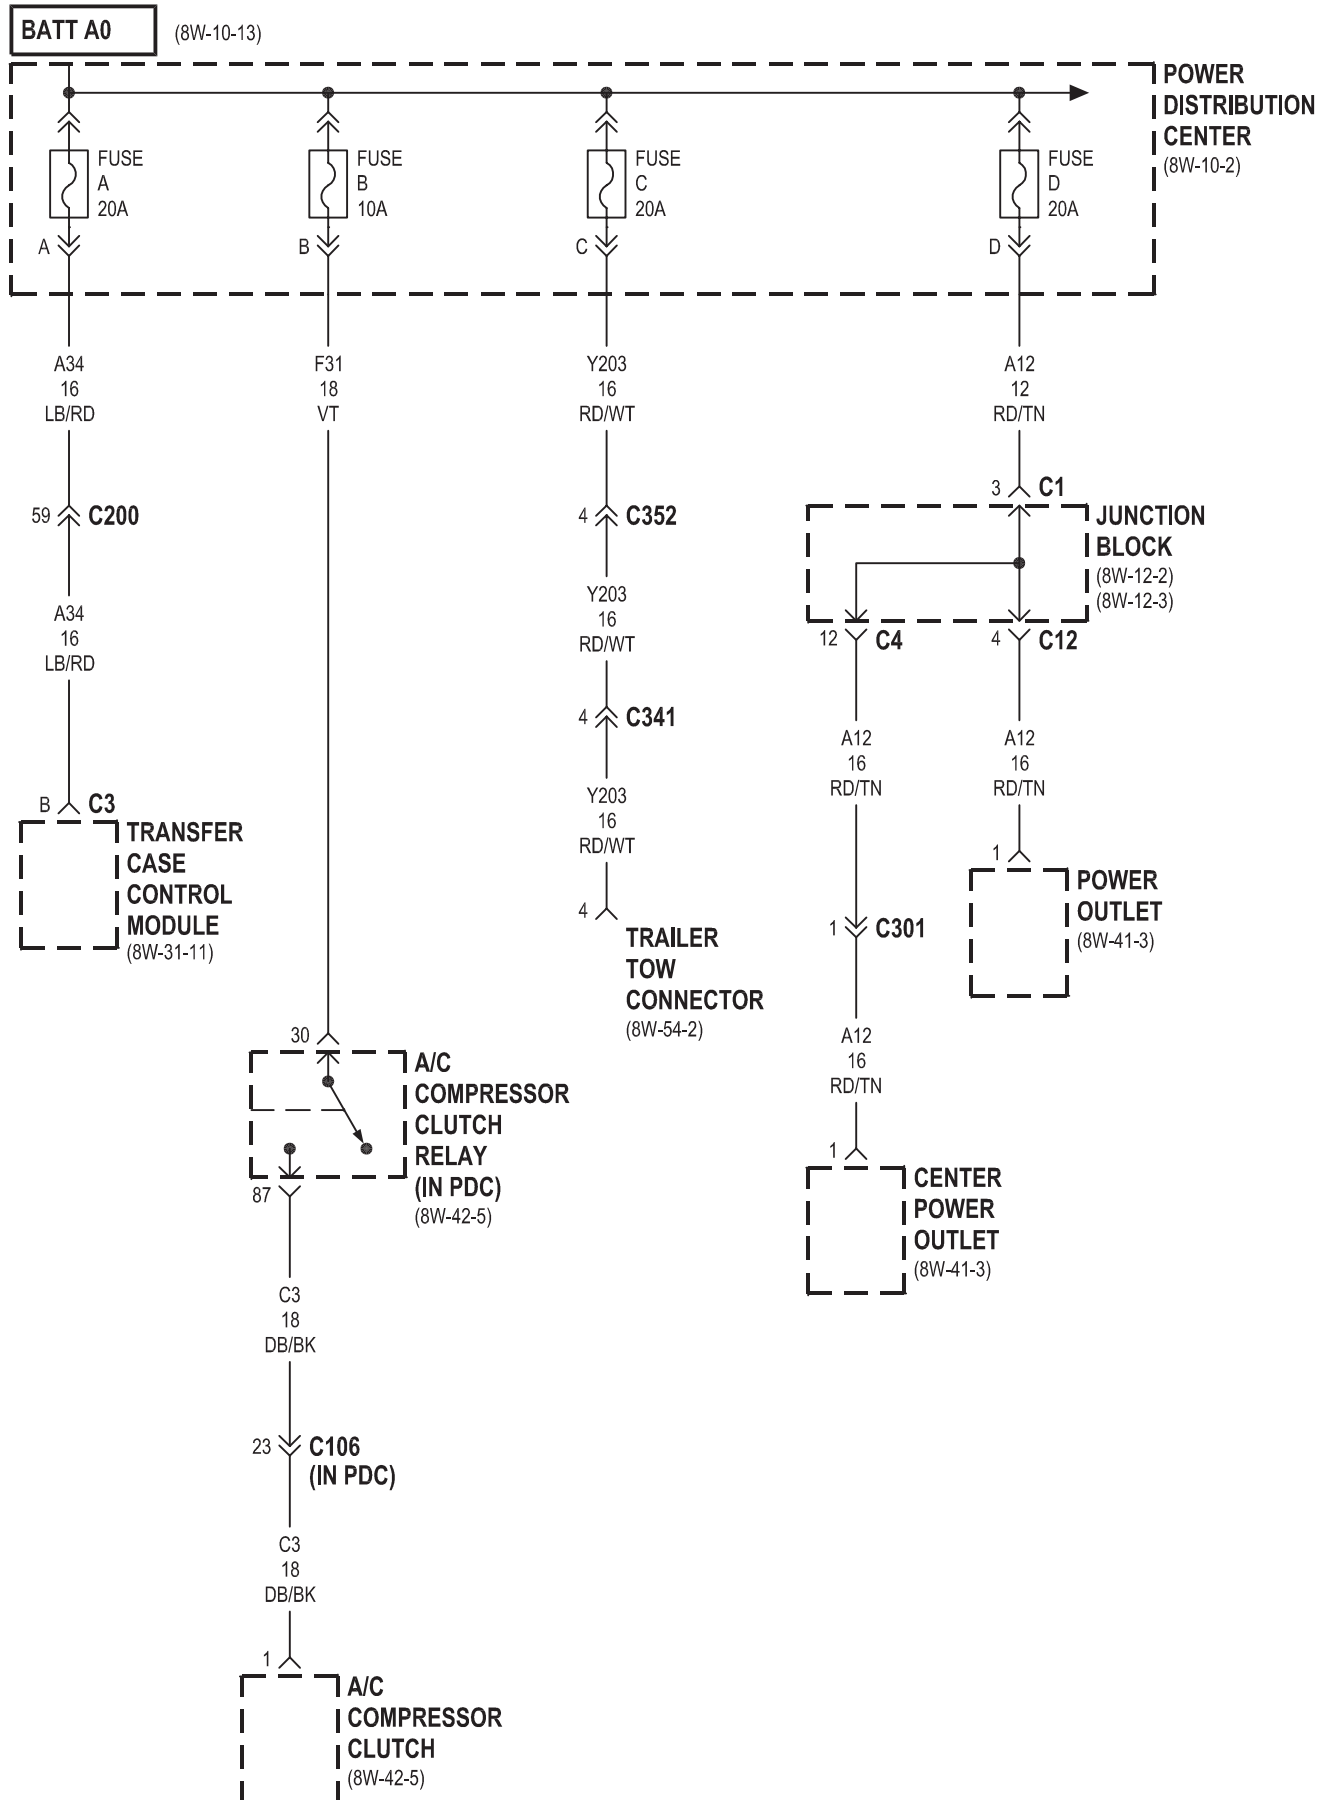 BATT A0
(8W-10-13)
POWER
DISTRIBUTION
CENTER
(8W-10-2)
FUSE
A
20A
FUSE
B
10A
FUSE
C
20A
FUSE
D
20A
A
B
C
D
A34
16
LB/RD
F31
18
VT
Y203
16
RD/WT
A12
12
RD/TN
59 C200
4 C352
3 C1
JUNCTION
BLOCK
(8W-12-2)
(8W-12-3)
A34
16
LB/RD
Y203
16
RD/WT
12 C4
4 C12
4 C341
A12
16
RD/TN
A12
16
RD/TN
B C3
TRANSFER
CASE
CONTROL
MODULE
(8W-31-11)
Y203
16
RD/WT
1
POWER
OUTLET
(8W-41-3)
4
TRAILER
TOW
CONNECTOR
(8W-54-2)
1 C301
A12
16
RD/TN
30
A/C
COMPRESSOR
CLUTCH
RELAY
(IN PDC)
(8W-42-5)
87
1
CENTER
POWER
OUTLET
(8W-41-3)
C3
18
DB/BK
23 C106
(IN PDC)
C3
18
DB/BK
1
A/C
COMPRESSOR
CLUTCH
(8W-42-5)